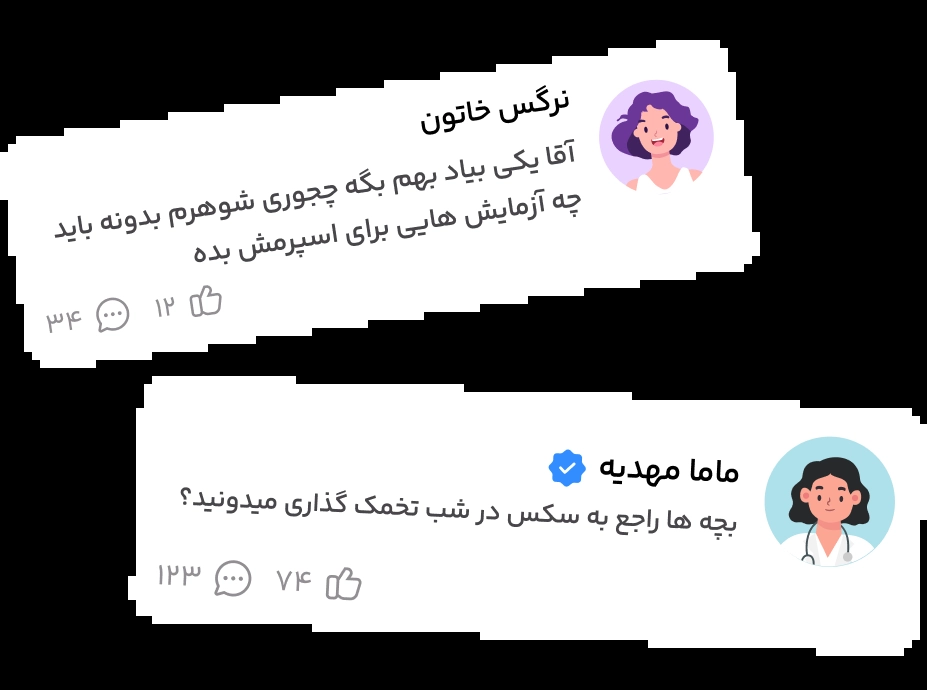 نرگس خاتون
آقا یکی بیاد بهم بگه چجوری شوهرم بدونه باید
چه آزمایش هایی برای اسپرمش بده
۱۲ ۳۴
ماما مهدیه
بچه ها راجع به سکس در شب تخمک گذاری میدونید؟
۷۴ ۱۲۳